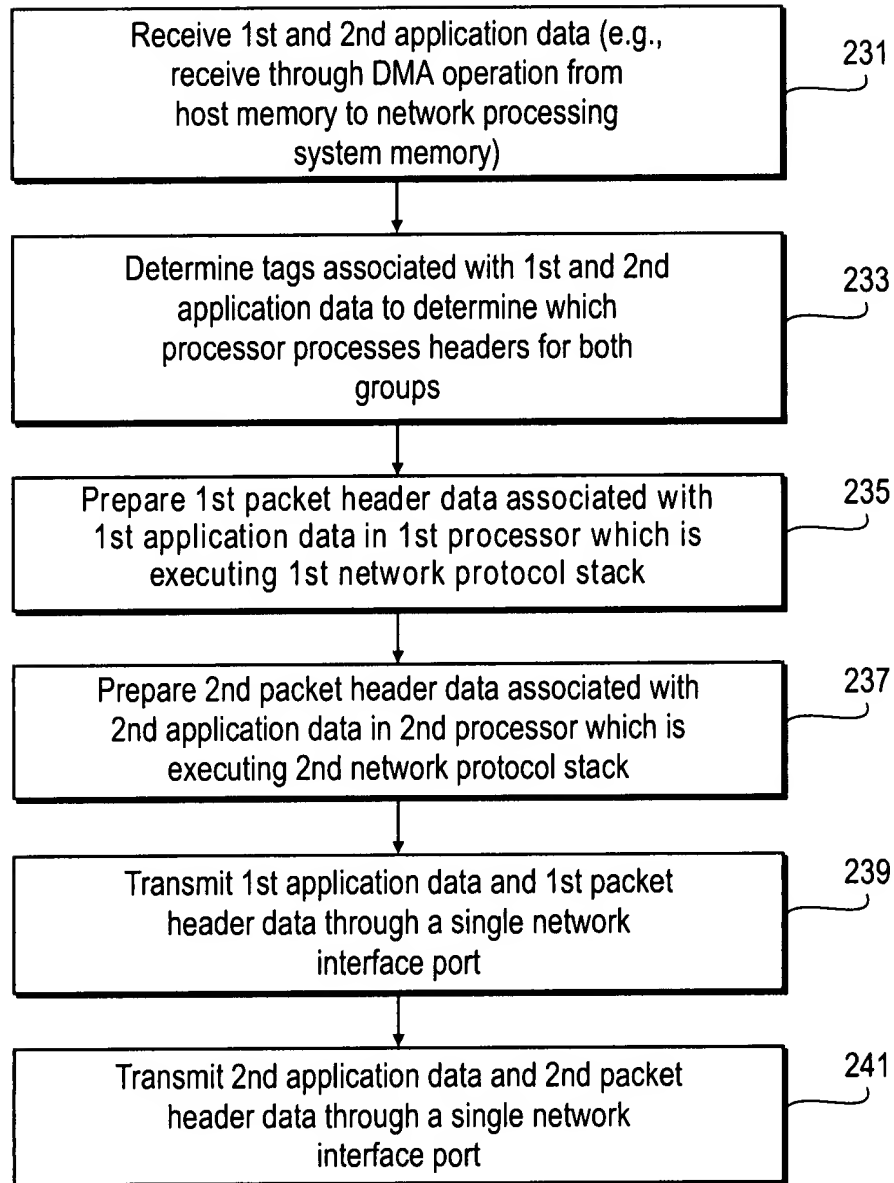 Receive 1st and 2nd application data (e.g.,
receive through DMA operation from
host memory to network processing
system memory)
231
Determine tags associated with 1st and 2nd
application data to determine which
processor processes headers for both
groups
233
Prepare 1st packet header data associated with
1st application data in 1st processor which is
executing 1st network protocol stack
235
Prepare 2nd packet header data associated with
2nd application data in 2nd processor which is
executing 2nd network protocol stack
237
Transmit 1st application data and 1st packet
header data through a single network
interface port
239
Transmit 2nd application data and 2nd packet
header data through a single network
interface port
241